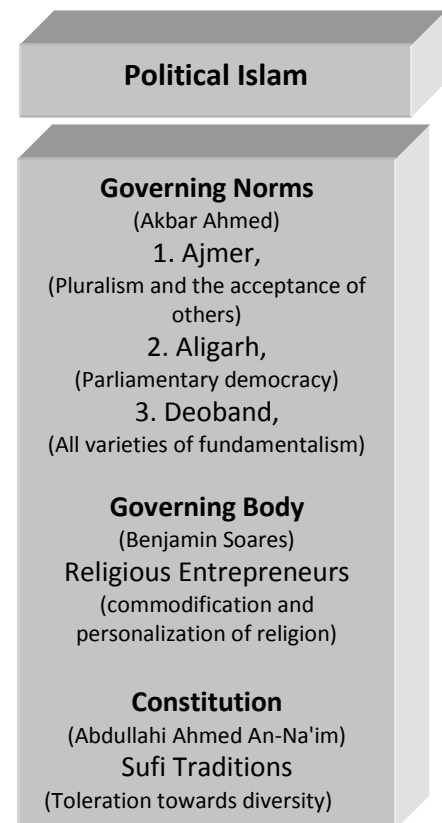 Political Islam
Governing Norms
(Akbar Ahmed)
1. Ajmer,
(Pluralism and the acceptance of
others)
2. Aligarh,
(Parliamentary democracy)
3. Deoband,
(All varieties of fundamentalism)
Governing Body
(Benjamin Soares)
Religious Entrepreneurs
(commodification and
personalization of religion)
Constitution
(Abdullahi Ahmed An-Na'im)
Sufi Traditions
(Toleration towards diversity)